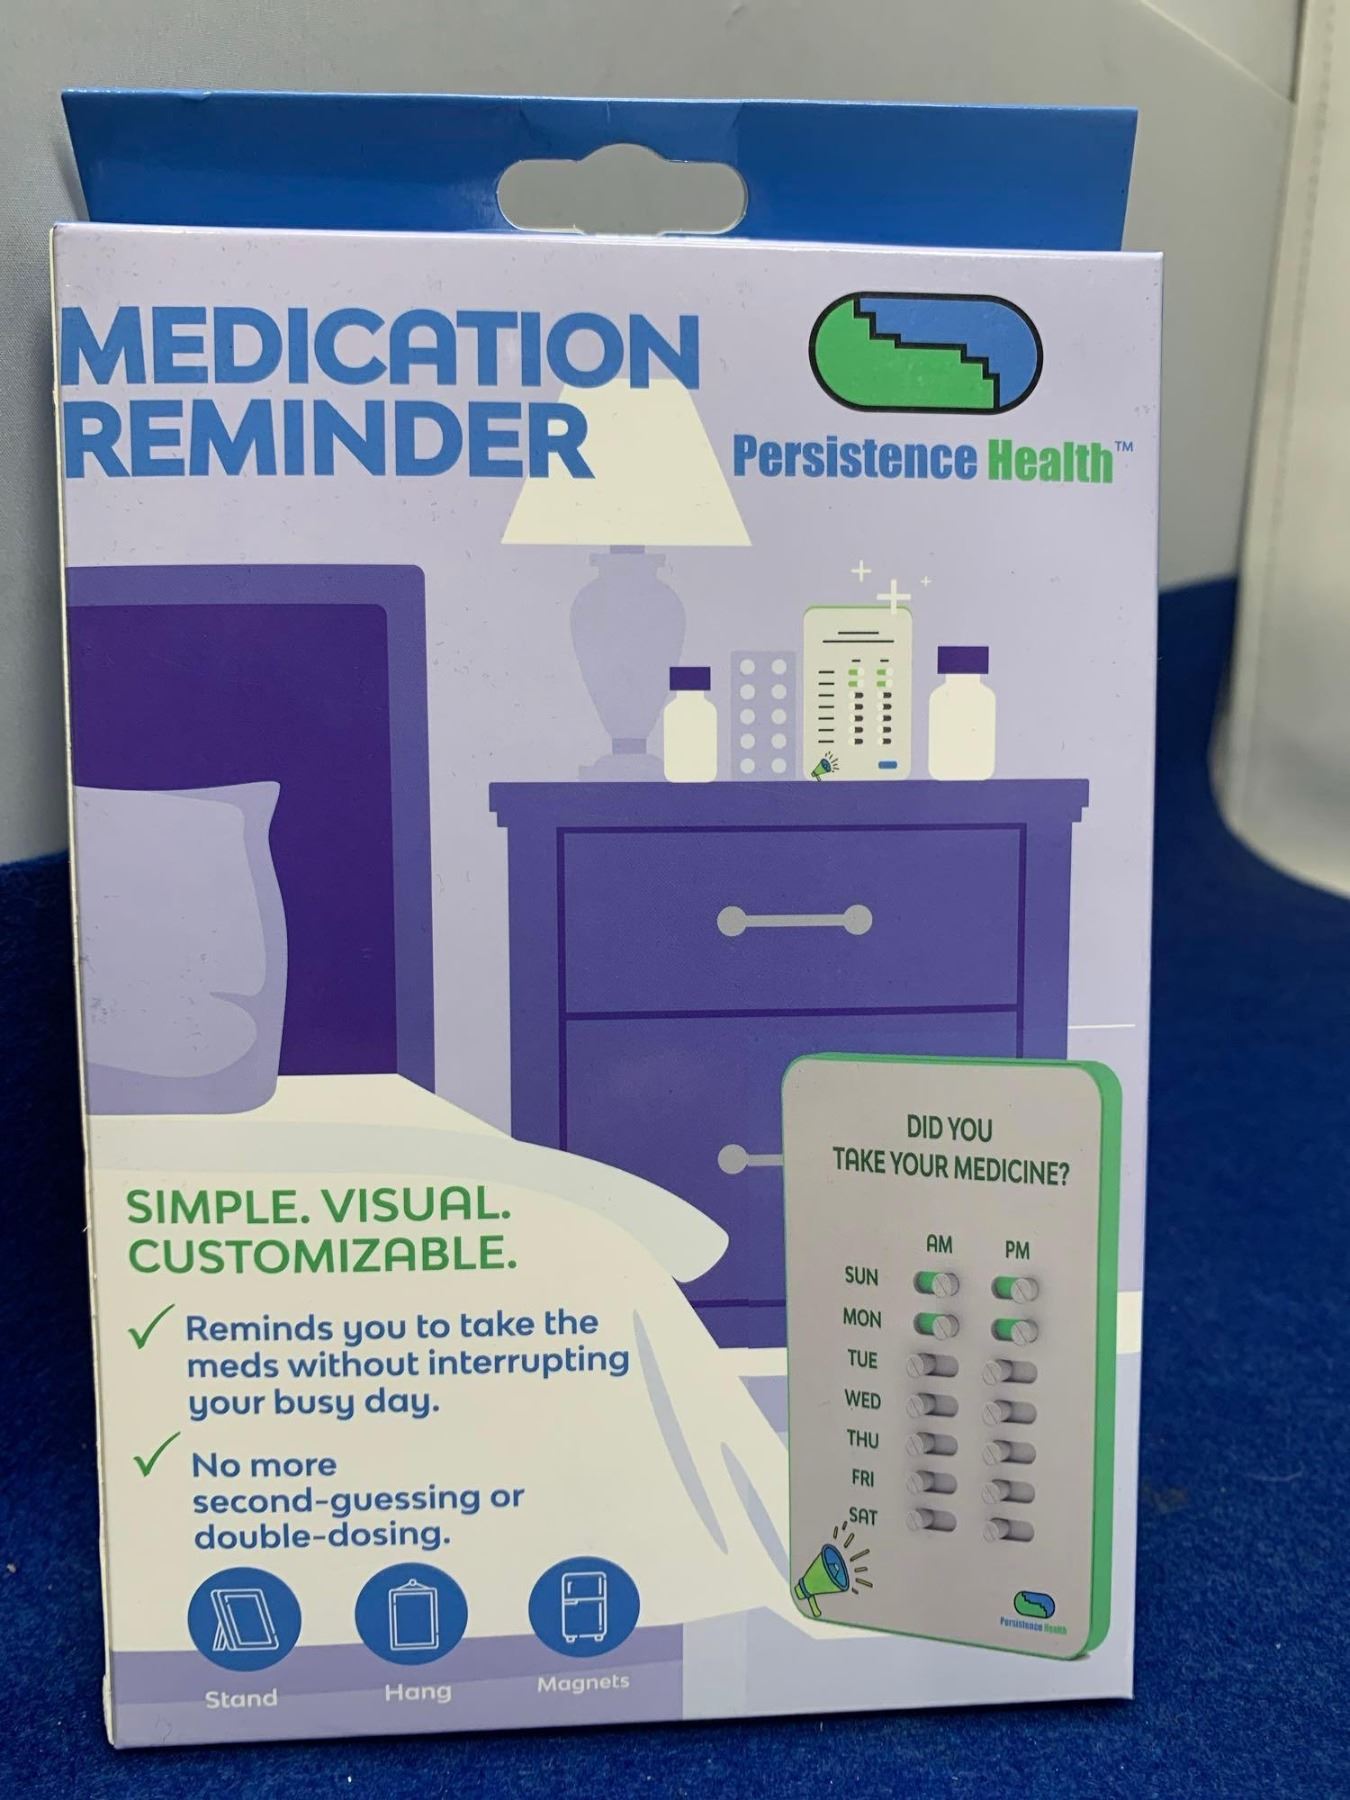 MEDICATION
REMINDER
Persistence Health™
SIMPLE. VISUAL.
CUSTOMIZABLE.
Reminds you to take the
meds without interrupting
your busy day.
No more
second-guessing or
double-dosing.
Stand
Hang
Magnets
DID YOU
TAKE YOUR MEDICINE?
AM PM
SUN
MON
TUE
WED
THU
FRI
SAT
Persistence Health